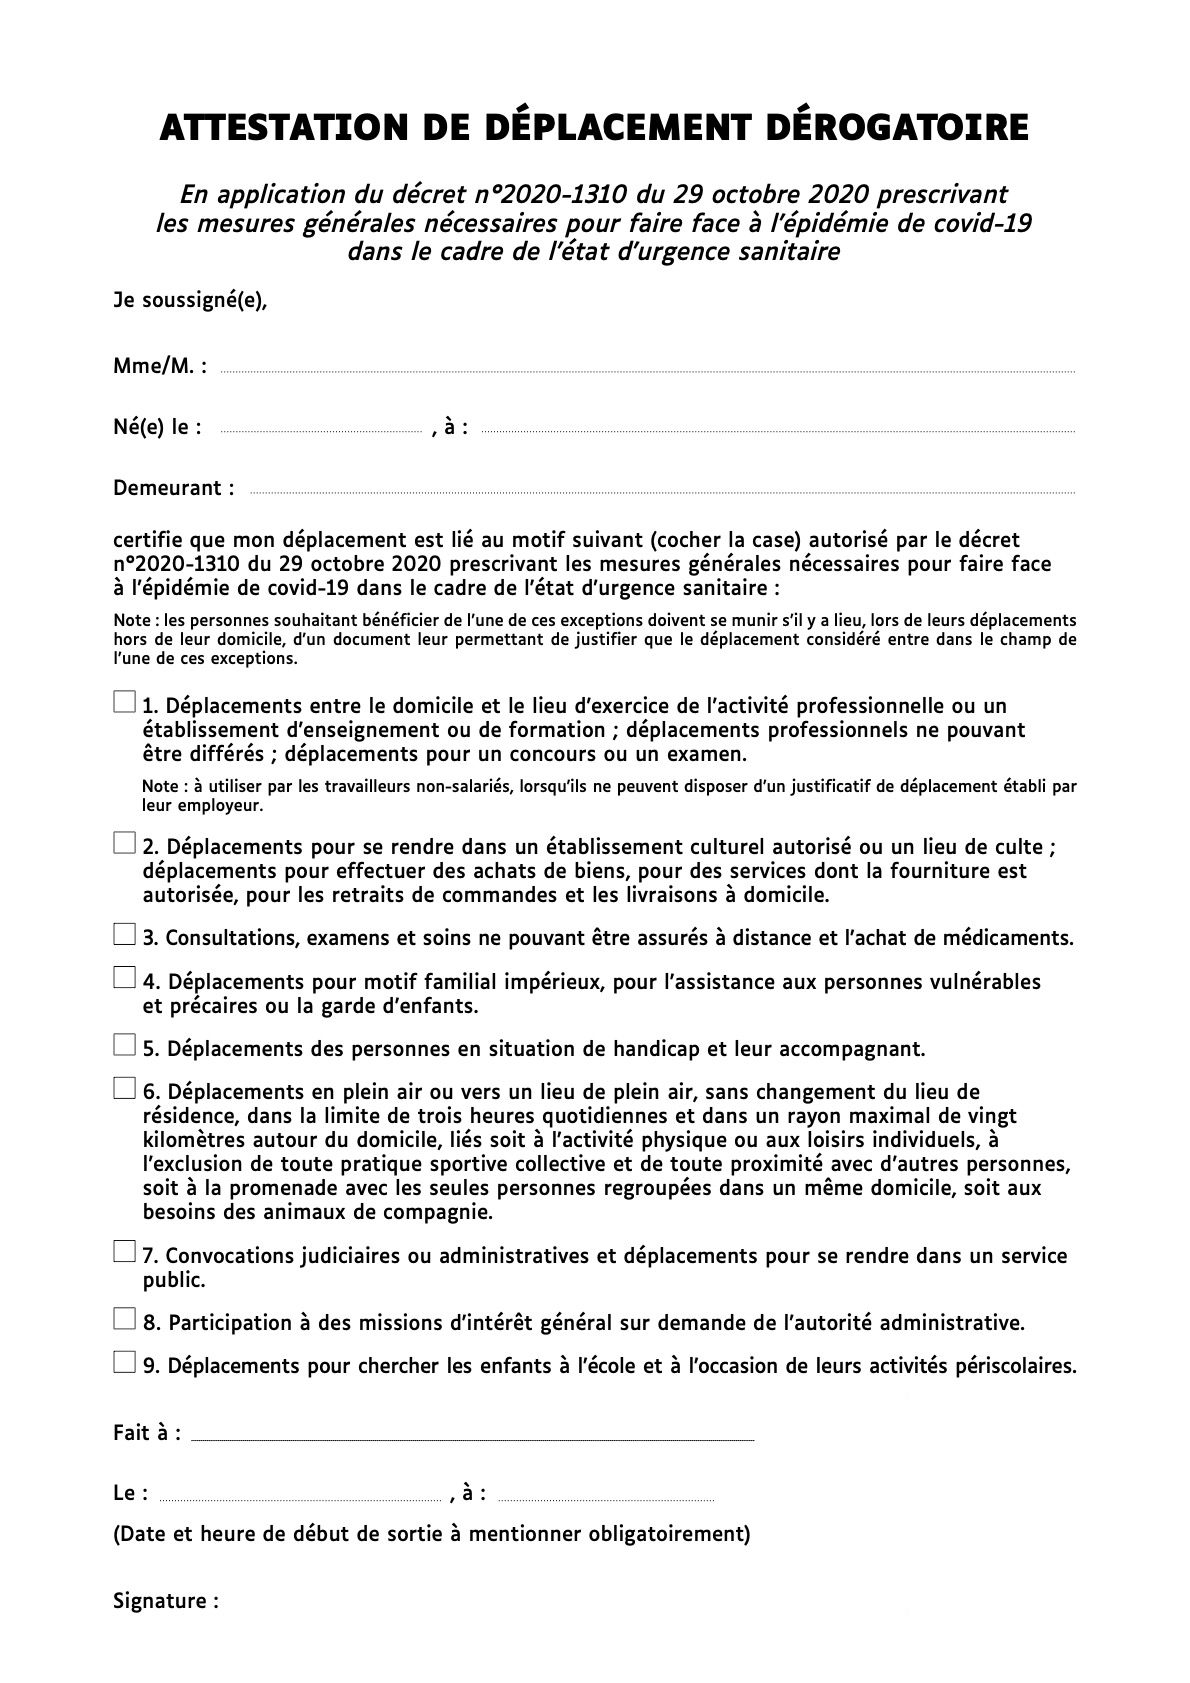 ATTESTATION DE DÉPLACEMENT DÉROGATOIRE
En application du décret n°2020-1310 du 29 octobre 2020 prescrivant
les mesures générales nécessaires pour faire face à l'épidémie de covid-19
dans le cadre de l'état d'urgence sanitaire
Je soussigné(e),
Mme/M. :
Né(e) le : , à :
Demeurant :
certifie que mon déplacement est lié au motif suivant (cocher la case) autorisé par le décret
n°2020-1310 du 29 octobre 2020 prescrivant les mesures générales nécessaires pour faire face
à l'épidémie de covid-19 dans le cadre de l'état d'urgence sanitaire :
Note : les personnes souhaitant bénéficier de l'une de ces exceptions doivent se munir s'il y a lieu, lors de leurs déplacements
hors de leur domicile, d'un document leur permettant de justifier que le déplacement considéré entre dans le champ de
l'une de ces exceptions.
1. Déplacements entre le domicile et le lieu d'exercice de l'activité professionnelle ou un
établissement d'enseignement ou de formation ; déplacements professionnels ne pouvant
être différés ; déplacements pour un concours ou un examen.
Note : à utiliser par les travailleurs non-salariés, lorsqu'ils ne peuvent disposer d'un justificatif de déplacement établi par
leur employeur.
2. Déplacements pour se rendre dans un établissement culturel autorisé ou un lieu de culte ;
déplacements pour effectuer des achats de biens, pour des services dont la fourniture est
autorisée, pour les retraits de commandes et les livraisons à domicile.
3. Consultations, examens et soins ne pouvant être assurés à distance et l'achat de médicaments.
4. Déplacements pour motif familial impérieux, pour l'assistance aux personnes vulnérables
et précaires ou la garde d'enfants.
5. Déplacements des personnes en situation de handicap et leur accompagnant.
6. Déplacements en plein air ou vers un lieu de plein air, sans changement du lieu de
résidence, dans la limite de trois heures quotidiennes et dans un rayon maximal de vingt
kilomètres autour du domicile, liés soit à l'activité physique ou aux loisirs individuels, à
l'exclusion de toute pratique sportive collective et de toute proximité avec d'autres personnes,
soit à la promenade avec les seules personnes regroupées dans un même domicile, soit aux
besoins des animaux de compagnie.
7. Convocations judiciaires ou administratives et déplacements pour se rendre dans un service
public.
8. Participation à des missions d'intérêt général sur demande de l'autorité administrative.
9. Déplacements pour chercher les enfants à l'école et à l'occasion de leurs activités périscolaires.
Fait à :
Le : , à :
(Date et heure de début de sortie à mentionner obligatoirement)
Signature :